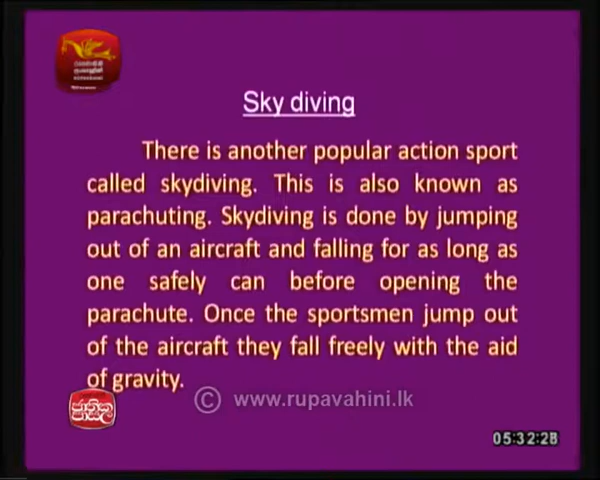 Sky diving
There is another popular action sport
called skydiving. This is also known as
parachuting. Skydiving is done by jumping
out of an aircraft and falling for as long as
one safely can before opening the
parachute. Once the sportsmen jump out
of the aircraft they fall freely with the aid
of gravity.
© www.rupavahini.lk
ජාතික
පාසල
05:32:28